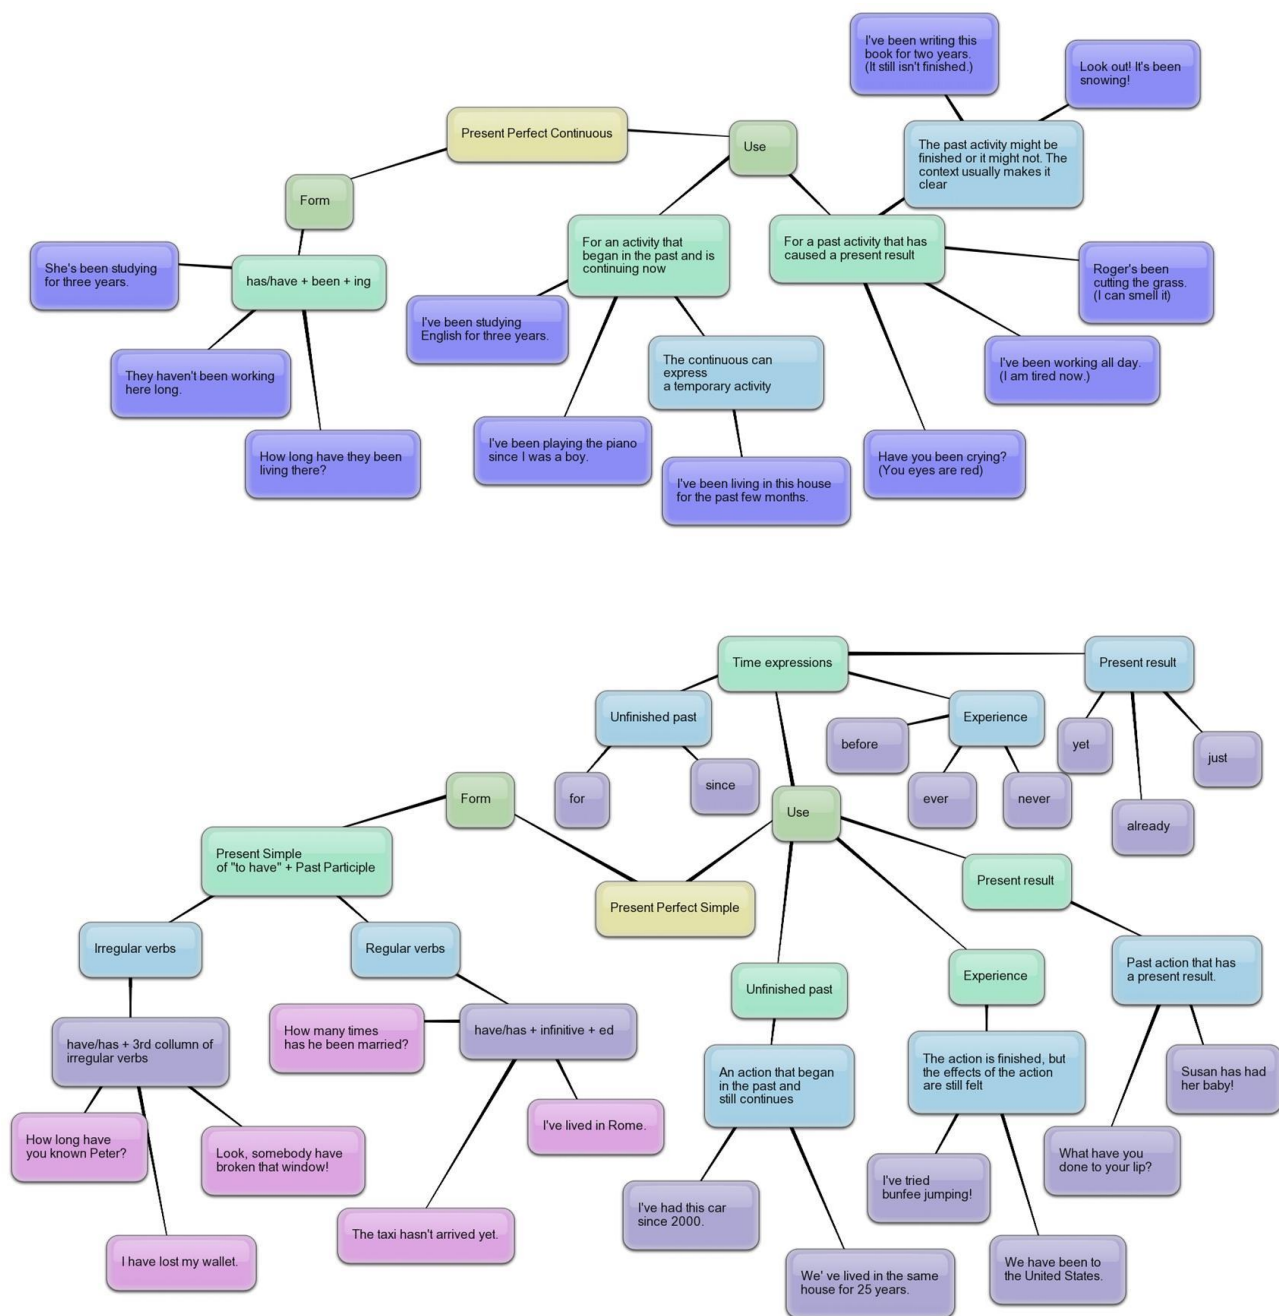 I've been writing this
book for two years.
(It still isn't finished.)
Look out! It's been
snowing!
Present Perfect Continuous
Use
The past activity might be
finished or it might not. The
context usually makes it
clear
Form
For an activity that
began in the past and is
continuing now
For a past activity that has
caused a present result
She's been studying
for three years.
has/have + been + ing
Roger's been
cutting the grass.
(I can smell it)
I've been studying
English for three years.
The continuous can
express
a temporary activity
I've been working all day.
(I am tired now.)
They haven't been working
here long.
How long have they been
living there?
I've been playing the piano
since I was a boy.
Have you been crying?
(You eyes are red)
I've been living in this house
for the past few months.
Time expressions
Present result
Unfinished past
Experience
before
yet
just
for
since
ever
never
already
Form
Use
Present Simple
of "to have" + Past Participle
Present result
Present Perfect Simple
Irregular verbs
Regular verbs
Unfinished past
Experience
Past action that has
a present result.
have/has + 3rd collumn of
irregular verbs
How many times
has he been married?
have/has + infinitive + ed
An action that began
in the past and
still continues
The action is finished, but
the effects of the action
are still felt
Susan has had
her baby!
How long have
you known Peter?
Look, somebody have
broken that window!
I've lived in Rome.
What have you
done to your lip?
I've tried
bunfee jumping!
I've had this car
since 2000.
The taxi hasn't arrived yet.
I have lost my wallet.
We' ve lived in the same
house for 25 years.
We have been to
the United States.